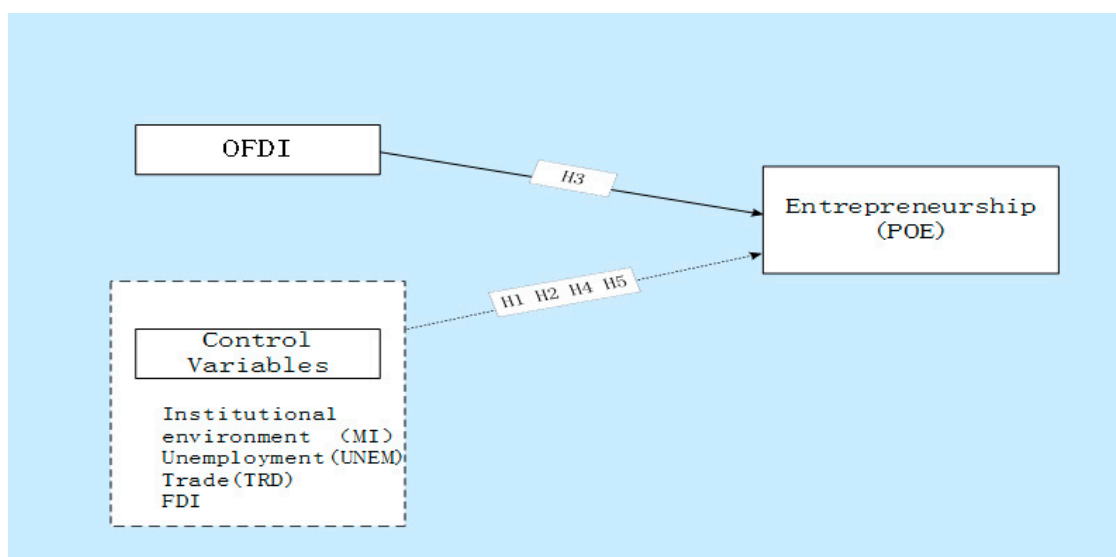 OFDI
H3
Entrepreneurship
(POE)
H1 H2 H4 H5
Control
Variables
Institutional
environment (MI)
Unemployment(UNEM)
Trade(TRD)
FDI